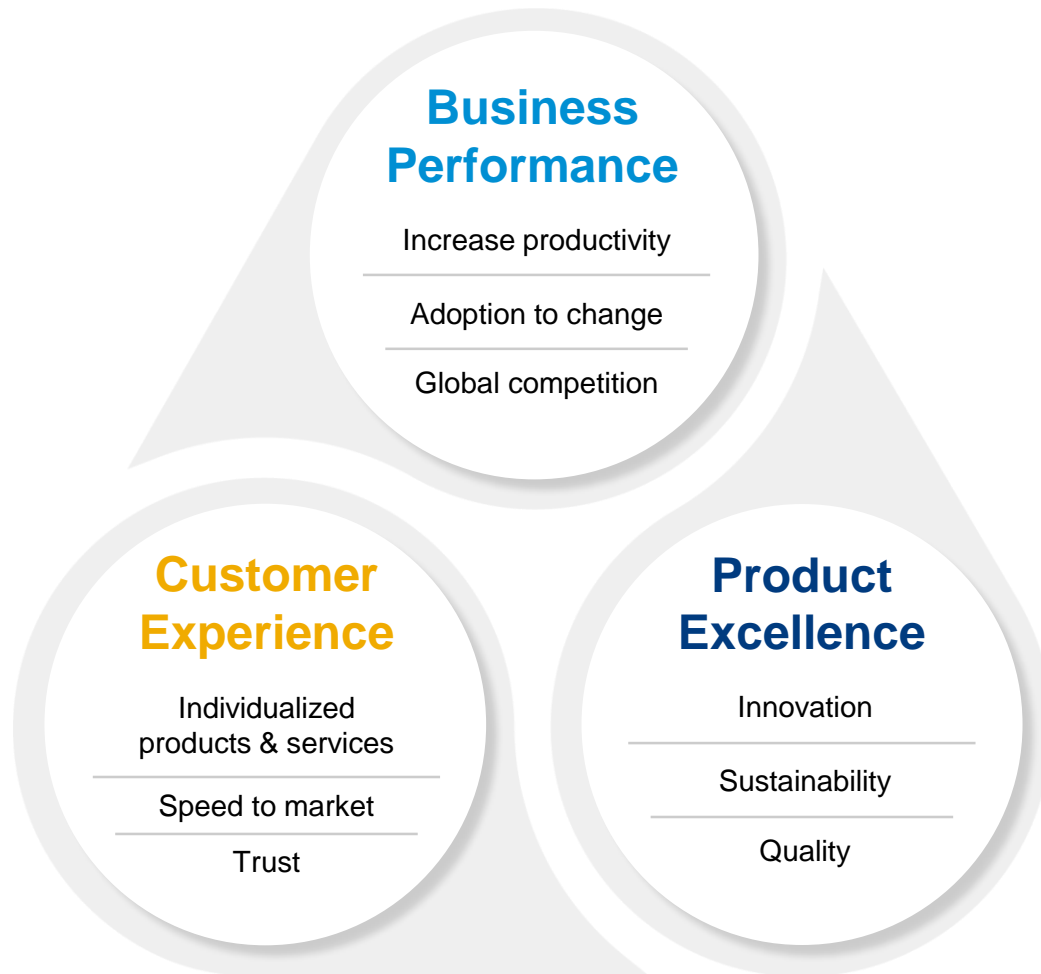 Business
Performance
Increase productivity
Adoption to change
Global competition
Customer
Experience
Individualized
products & services
Speed to market
Trust
Product
Excellence
Innovation
Sustainability
Quality